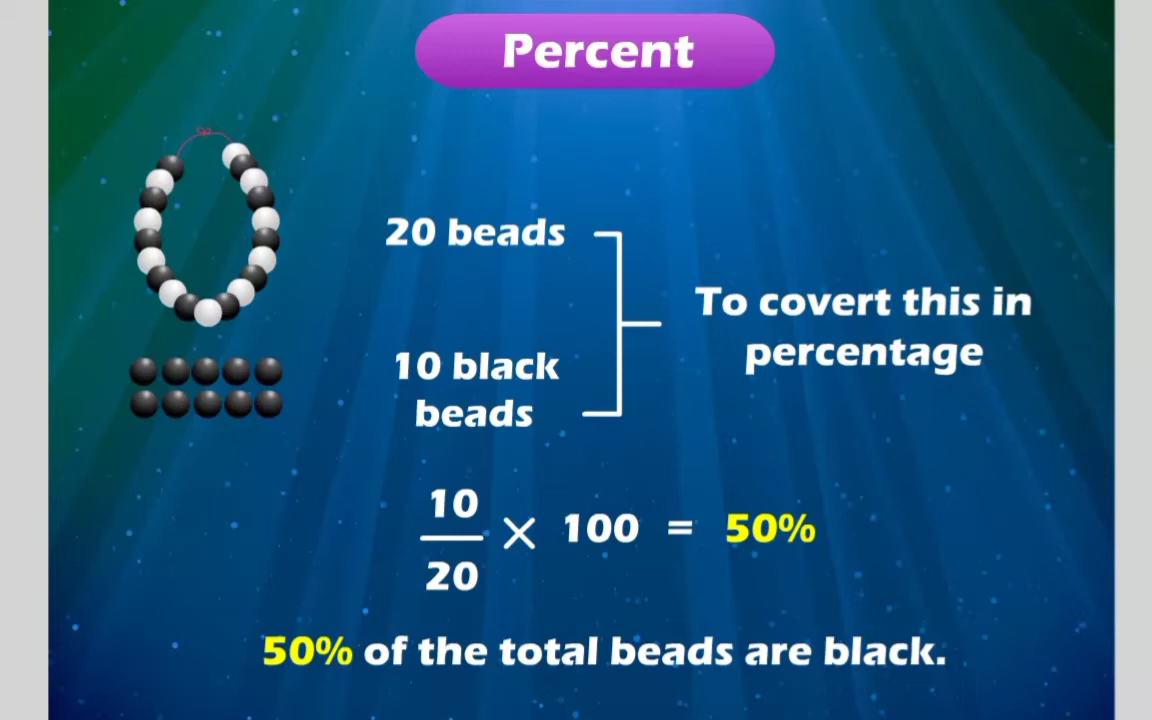 Percent
20 beads
10 black
beads
To covert this in
percentage
10
20
× 100 = 50%
50% of the total beads are black.